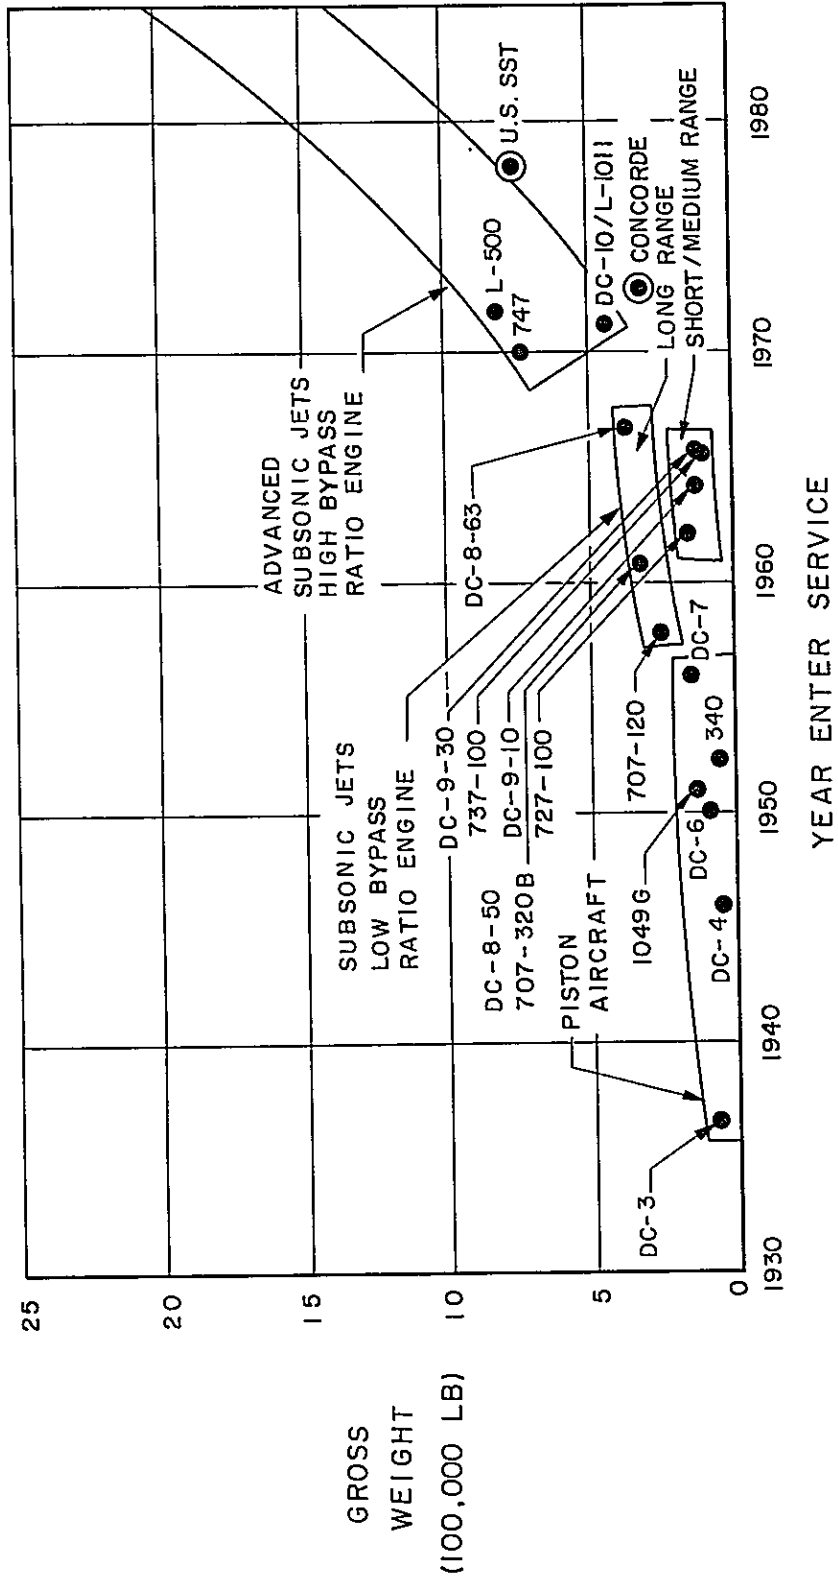 GROSS
WEIGHT
(100,000 LB)
25
20
15
10
5
0
1930
1940
1950
1960
1970
1980
YEAR ENTER SERVICE
ADVANCED
SUBSONIC JETS
HIGH BYPASS
RATIO ENGINE
SUBSONIC JETS
LOW BYPASS
RATIO ENGINE
L-500
747
U.S. SST
DC-10/L-1011
CONCORDE
LONG RANGE
SHORT/MEDIUM RANGE
DC-8-63
DC-9-30
737-100
DC-9-10
727-100
DC-8-50
707-320B
707-120
PISTON
AIRCRAFT
1049G
DC-6
DC-4
DC-7
340
DC-3